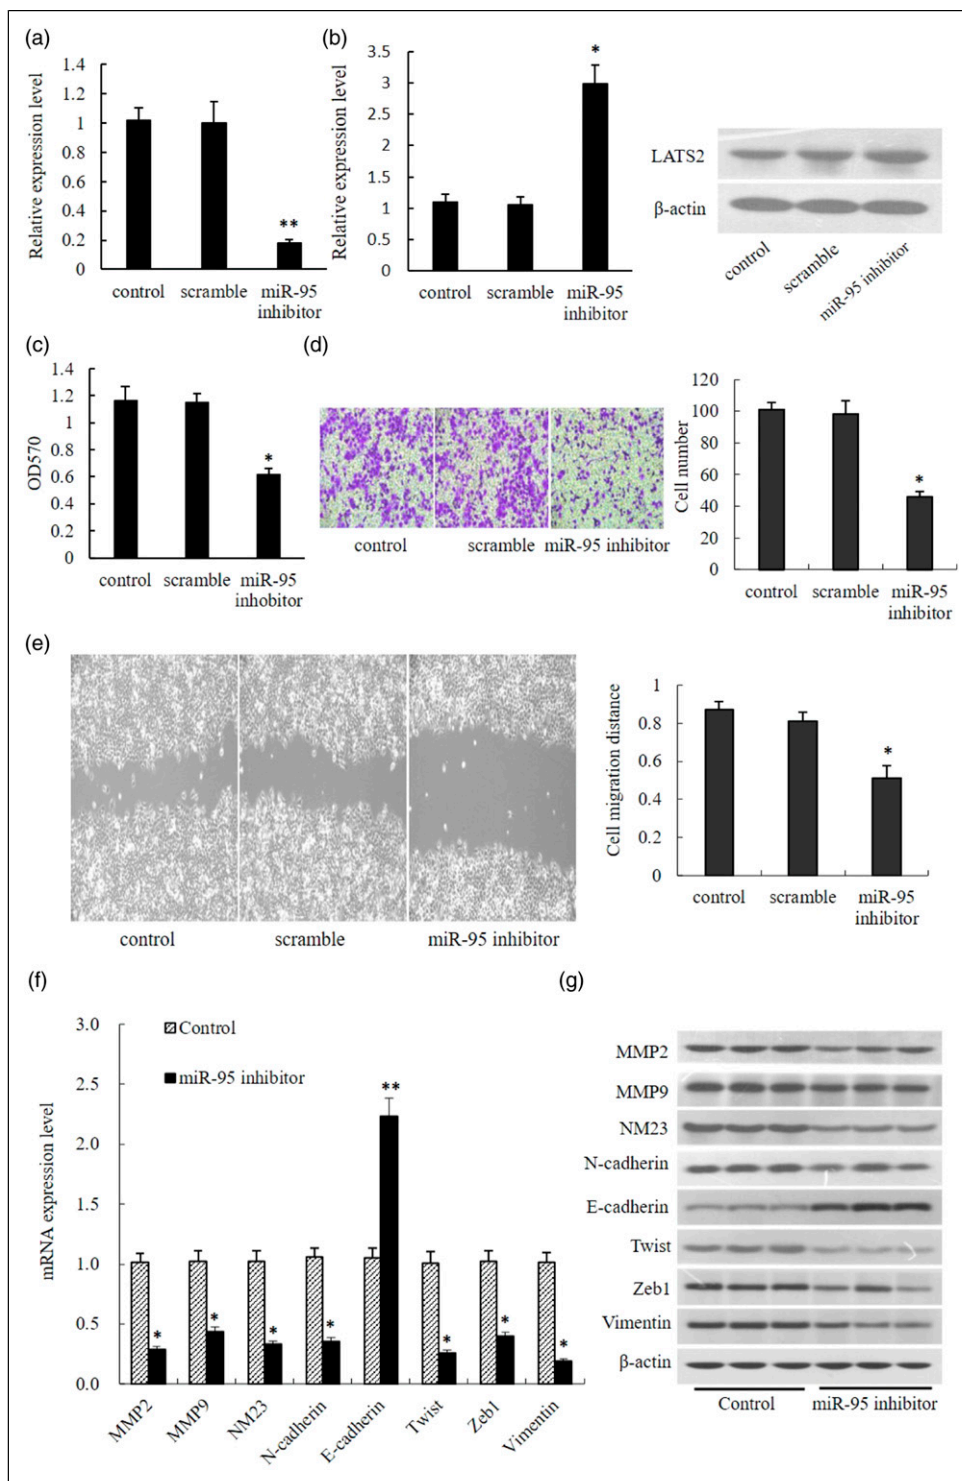 (a)
Relative expression level
1.4
1.2
1
0.8
0.6
0.4
0.2
0
**
control
scramble
miR-95
inhibitor
(b)
Relative expression level
3.5
3
2.5
2
1.5
1
0.5
0
*
control
scramble
miR-95
inhibitor
LATS2
β-actin
control
scramble
miR-95 inhibitor
(c)
OD570
1.4
1.2
1
0.8
0.6
0.4
0.2
0
*
control
scramble
miR-95
inhobitor
(d)
control
scramble
miR-95 inhibitor
Cell number
120
100
80
60
40
20
0
*
control
scramble
miR-95
inhibitor
(e)
control
scramble
miR-95 inhibitor
Cell migration distance
1
0.8
0.6
0.4
0.2
0
*
control
scramble
miR-95
inhibitor
(f)
Control
miR-95 inhibitor
mRNA expression level
3.0
2.5
2.0
1.5
1.0
0.5
0.0
*
*
*
*
**
*
*
*
MMP2
MMP9
NM23
N-cadherin
E-cadherin
Twist
Zeb1
Vimentin
(g)
MMP2
MMP9
NM23
N-cadherin
E-cadherin
Twist
Zeb1
Vimentin
β-actin
Control
miR-95 inhibitor